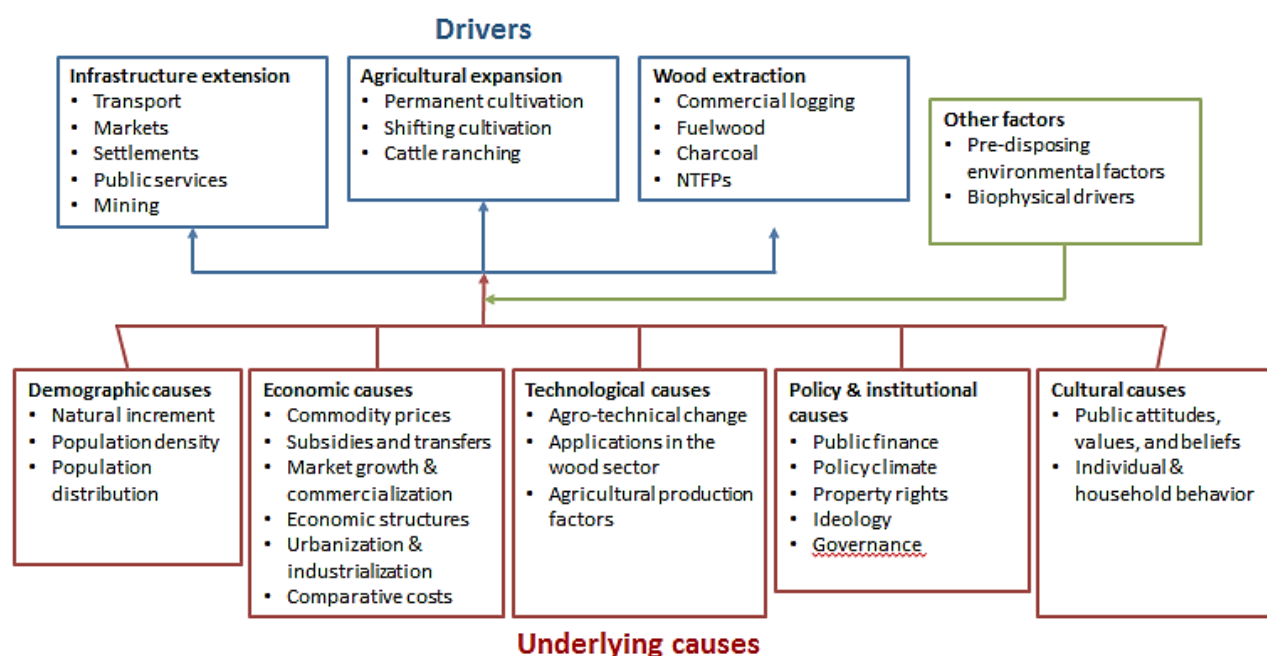 Drivers
Infrastructure extension
• Transport
• Markets
• Settlements
• Public services
• Mining
Agricultural expansion
• Permanent cultivation
• Shifting cultivation
• Cattle ranching
Wood extraction
• Commercial logging
• Fuelwood
• Charcoal
• NTFPs
Other factors
• Pre-disposing
environmental factors
• Biophysical drivers
Demographic causes
• Natural increment
• Population density
• Population
distribution
Economic causes
• Commodity prices
• Subsidies and transfers
• Market growth &
commercialization
• Economic structures
• Urbanization &
industrialization
• Comparative costs
Technological causes
• Agro-technical change
• Applications in the
wood sector
• Agricultural production
factors
Policy & institutional
causes
• Public finance
• Policy climate
• Property rights
• Ideology
• Governance
Cultural causes
• Public attitudes,
values, and beliefs
• Individual &
household behavior
Underlying causes